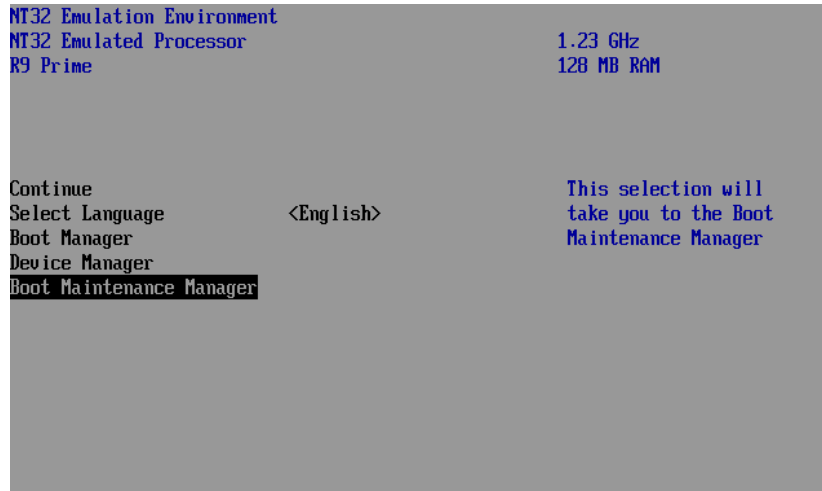 NT32 Emulation Environment
NT32 Emulated Processor 1.23 GHz
R9 Prime 128 MB RAM
Continue This selection will
Select Language <English> take you to the Boot
Boot Manager Maintenance Manager
Device Manager
Boot Maintenance Manager